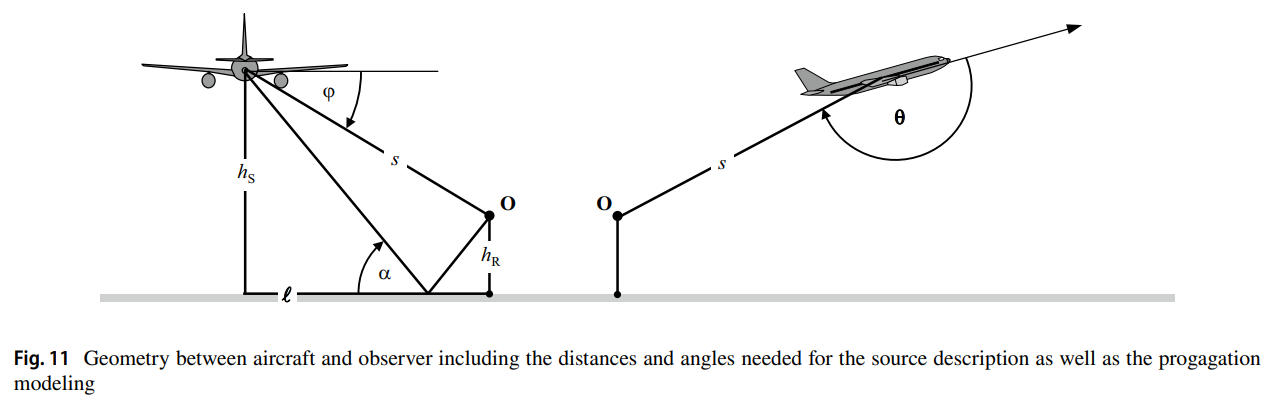 φ
θ
s
s
h_S
O
O
h_R
α
ℓ
Fig. 11 Geometry between aircraft and observer including the distances and angles needed for the source description as well as the progagation
modeling